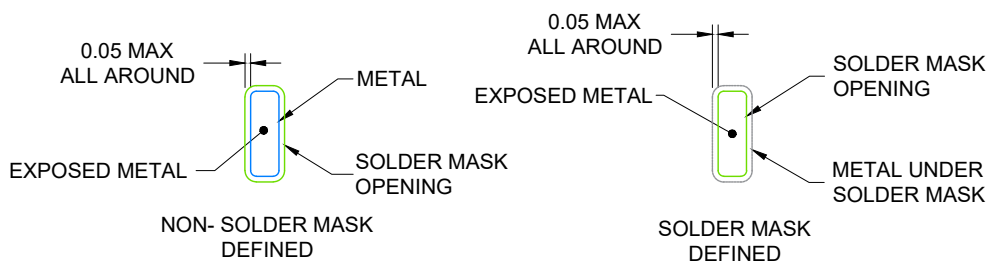 0.05 MAX
ALL AROUND
METAL
EXPOSED METAL
SOLDER MASK
OPENING
NON- SOLDER MASK
DEFINED
0.05 MAX
ALL AROUND
SOLDER MASK
OPENING
EXPOSED METAL
METAL UNDER
SOLDER MASK
SOLDER MASK
DEFINED